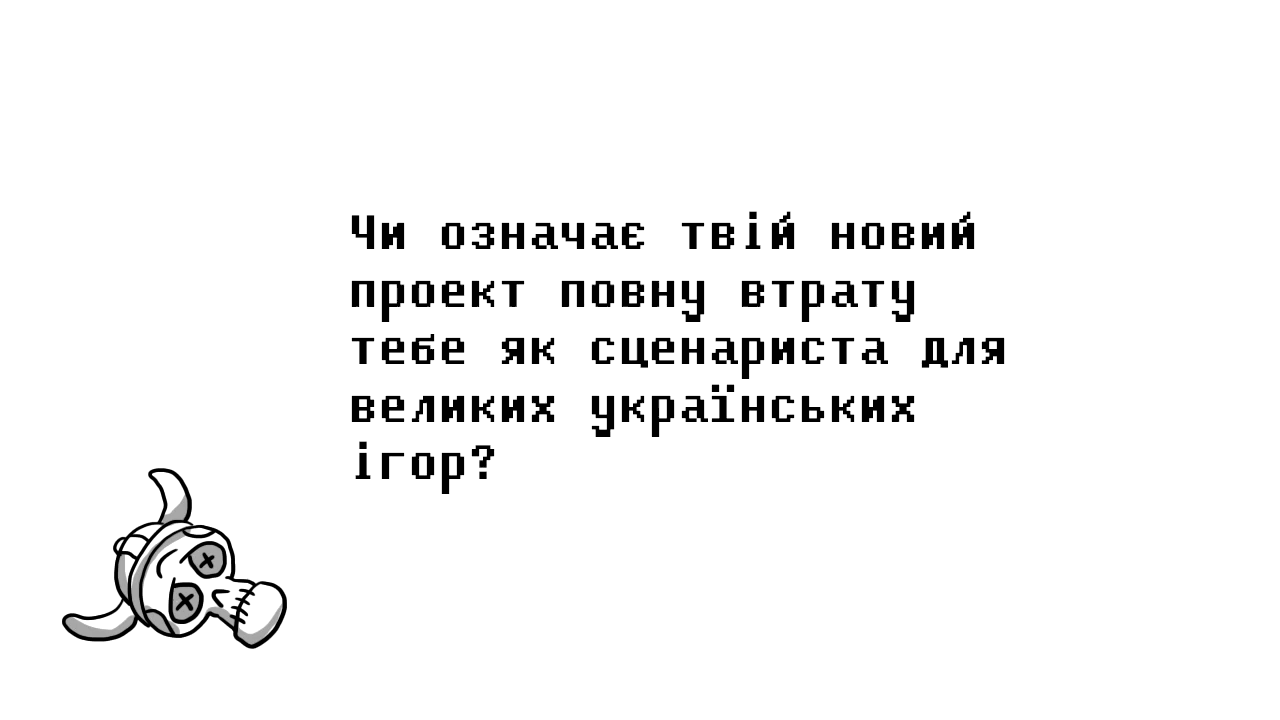 Чи означає твій новий
проект повну втрату
тебе як сценариста для
великих українських
ігор?